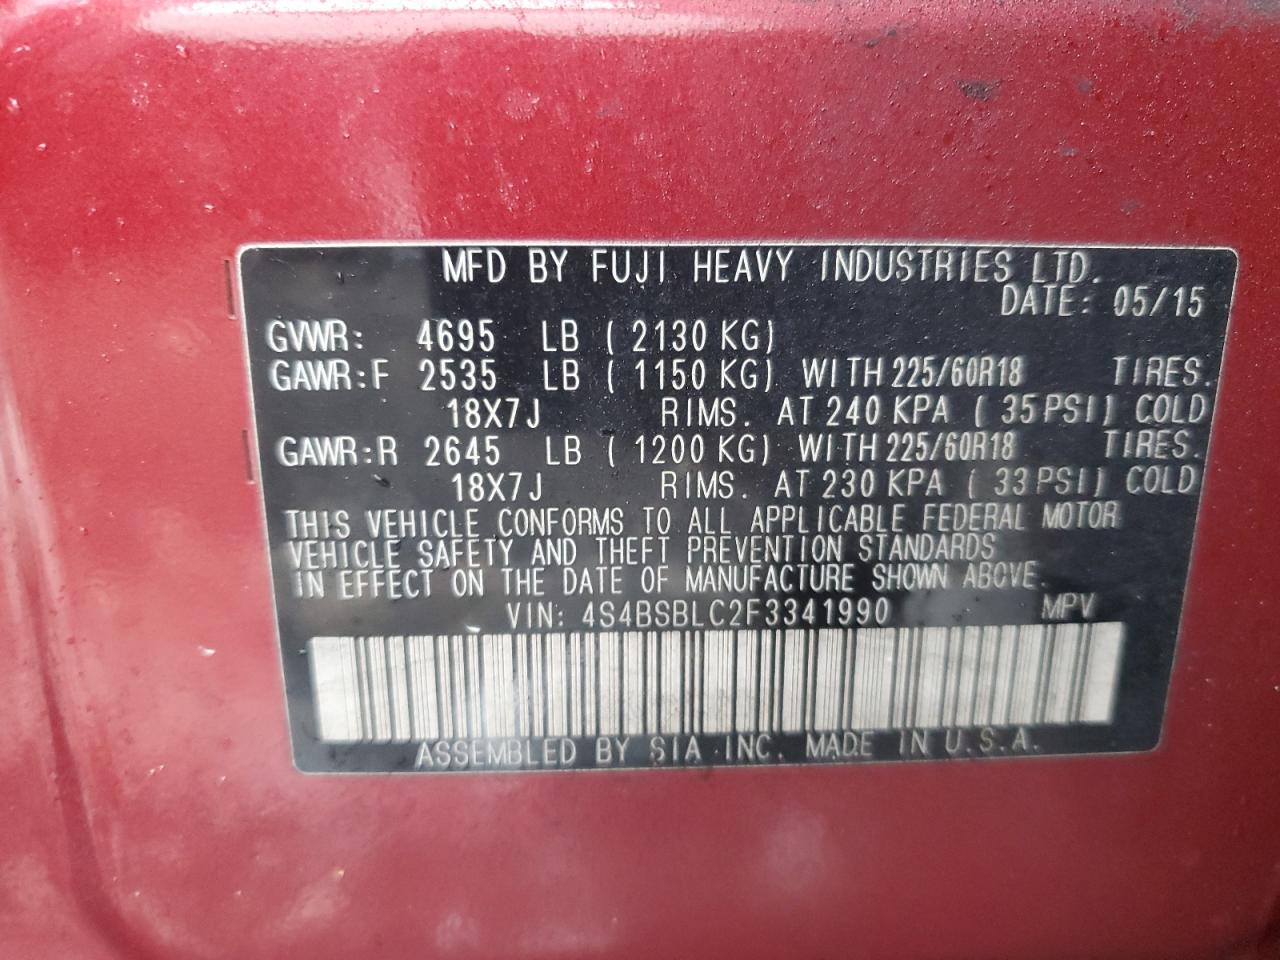 MFD BY FUJI HEAVY INDUSTRIES LTD.
DATE: 05/15
GVWR: 4695 LB ( 2130 KG)
GAWR:F 2535 LB ( 1150 KG) WITH 225/60R18 TIRES.
18X7J RIMS. AT 240 KPA ( 35 PSI) COLD
GAWR:R 2645 LB ( 1200 KG) WITH 225/60R18 TIRES.
18X7J RIMS. AT 230 KPA ( 33 PSI) COLD
THIS VEHICLE CONFORMS TO ALL APPLICABLE FEDERAL MOTOR
VEHICLE SAFETY AND THEFT PREVENTION STANDARDS
IN EFFECT ON THE DATE OF MANUFACTURE SHOWN ABOVE.
VIN: 4S4BSBLC2F3341990 MPV
ASSEMBLED BY SIA INC. MADE IN U.S.A.